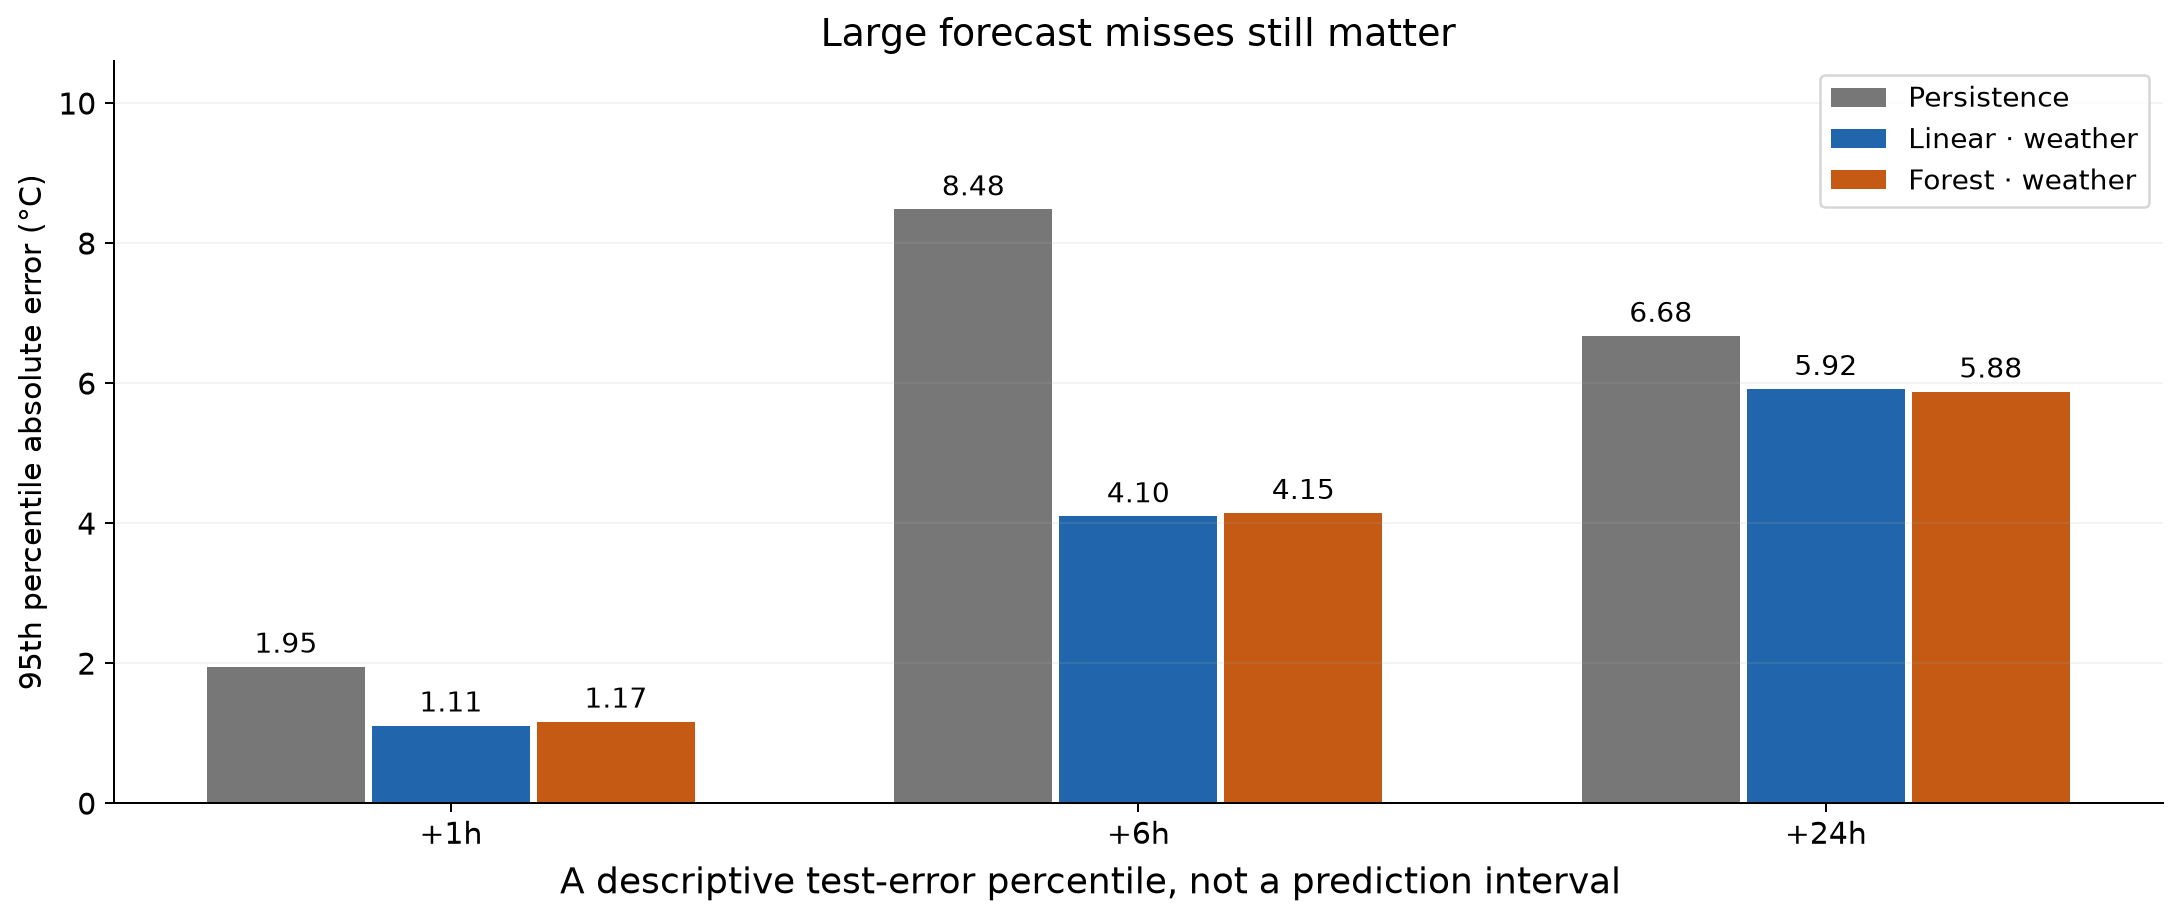 Large forecast misses still matter
95th percentile absolute error (°C)
10
8
6
4
2
0
Persistence
Linear · weather
Forest · weather
1.95
1.11
1.17
8.48
4.10
4.15
6.68
5.92
5.88
+1h
+6h
+24h
A descriptive test-error percentile, not a prediction interval